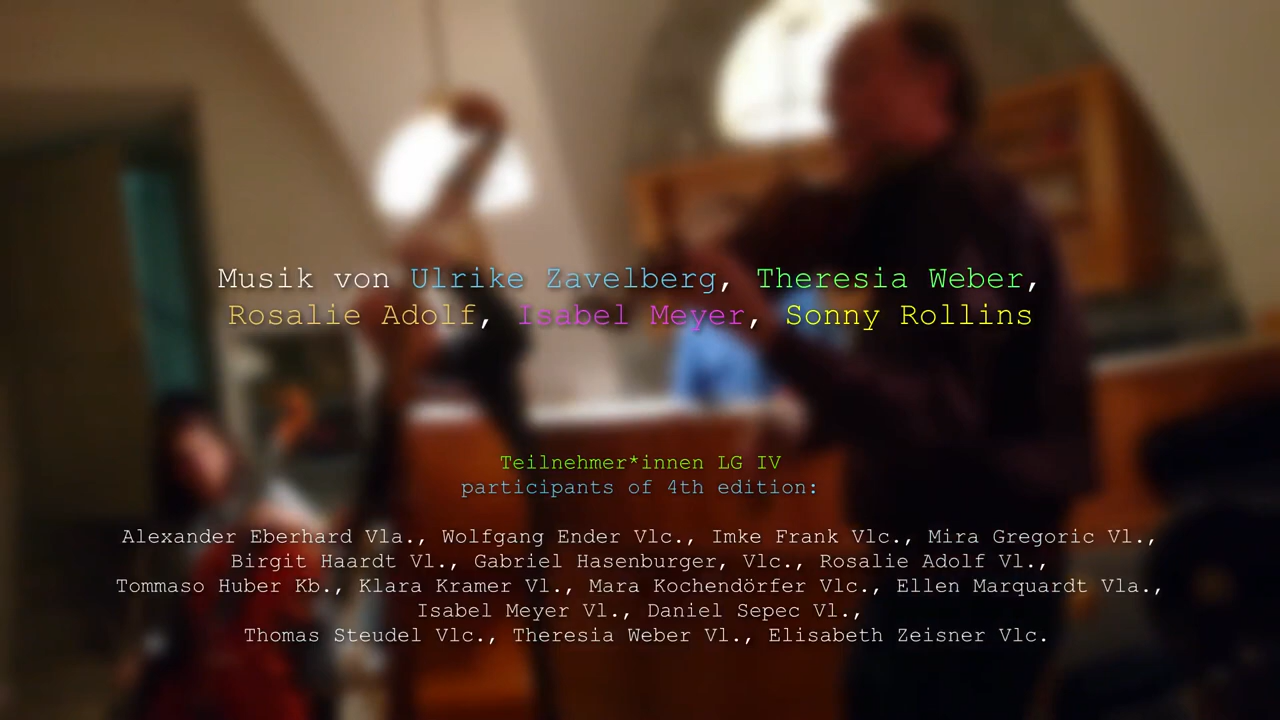 Musik von Ulrike Zavelberg, Theresia Weber,
Rosalie Adolf, Isabel Meyer, Sonny Rollins
Teilnehmer*innen LG IV
participants of 4th edition:
Alexander Eberhard Vla., Wolfgang Ender Vlc., Imke Frank Vlc., Mira Gregoric Vl.,
Birgit Haardt Vl., Gabriel Hasenburger, Vlc., Rosalie Adolf Vl.,
Tommaso Huber Kb., Klara Kramer Vl., Mara Kochendörfer Vlc., Ellen Marquardt Vla.,
Isabel Meyer Vl., Daniel Sepec Vl.,
Thomas Steudel Vlc., Theresia Weber Vl., Elisabeth Zeisner Vlc.